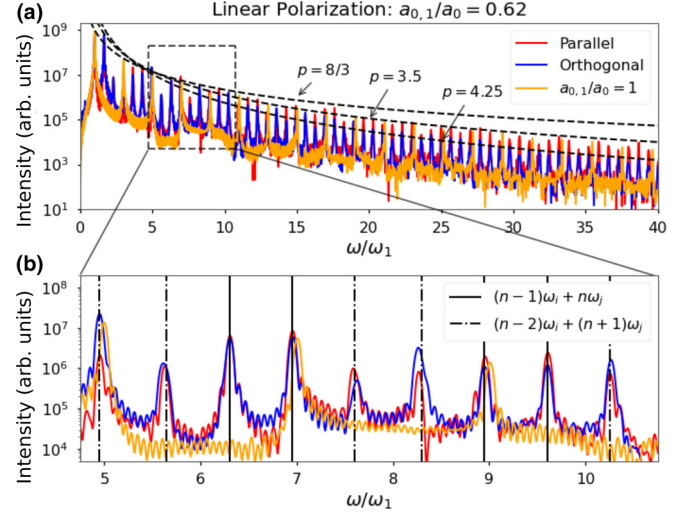 (a)
Linear Polarization: a₀,₁/a₀ = 0.62
Intensity (arb. units)
10⁹
10⁷
10⁵
10³
10¹
p = 8/3
p = 3.5
p = 4.25
Parallel
Orthogonal
a₀,₁/a₀ = 1
0 5 10 15 20 25 30 35 40
ω/ω₁
(b)
Intensity (arb. units)
10⁸
10⁷
10⁶
10⁵
10⁴
(n − 1)ωᵢ + nωⱼ
(n − 2)ωᵢ + (n + 1)ωⱼ
5 6 7 8 9 10
ω/ω₁